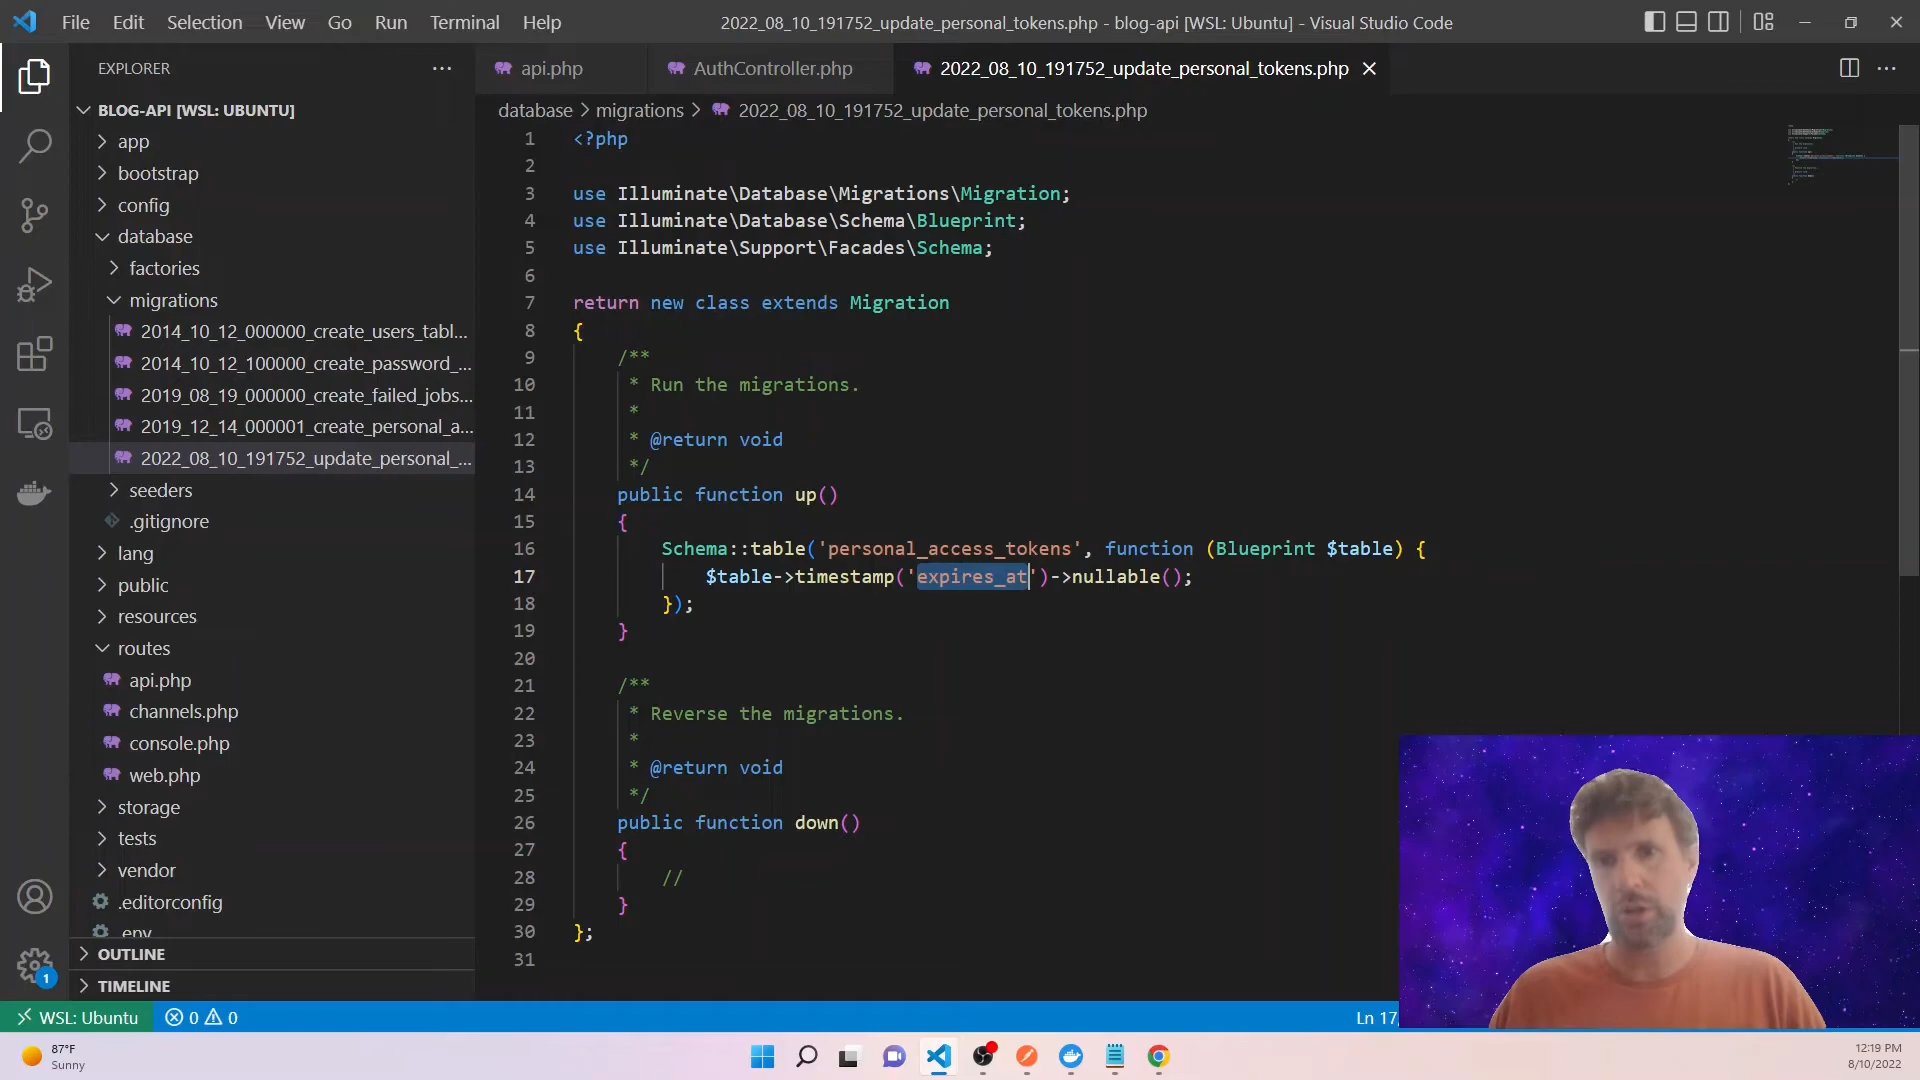 File Edit Selection View Go Run Terminal Help
2022_08_10_191752_update_personal_tokens.php - blog-api [WSL: Ubuntu] - Visual Studio Code
EXPLORER
BLOG-API [WSL: UBUNTU]
app
bootstrap
config
database
factories
migrations
2014_10_12_000000_create_users_tabl...
2014_10_12_100000_create_password_...
2019_08_19_000000_create_failed_jobs...
2019_12_14_000001_create_personal_a...
2022_08_10_191752_update_personal_...
seeders
.gitignore
lang
public
resources
routes
api.php
channels.php
console.php
web.php
storage
tests
vendor
.editorconfig
.env
OUTLINE
TIMELINE
api.php
AuthController.php
2022_08_10_191752_update_personal_tokens.php
database > migrations > 2022_08_10_191752_update_personal_tokens.php
1 <?php
2
3 use Illuminate\Database\Migrations\Migration;
4 use Illuminate\Database\Schema\Blueprint;
5 use Illuminate\Support\Facades\Schema;
6
7 return new class extends Migration
8 {
9 /**
10 * Run the migrations.
11 *
12 * @return void
13 */
14 public function up()
15 {
16 Schema::table('personal_access_tokens', function (Blueprint $table) {
17 $table->timestamp('expires_at')->nullable();
18 });
19 }
20
21 /**
22 * Reverse the migrations.
23 *
24 * @return void
25 */
26 public function down()
27 {
28 //
29 }
30 };
31
1
WSL: Ubuntu 0 0
Ln 17,
87°F
Sunny
12:19 PM
8/10/2022